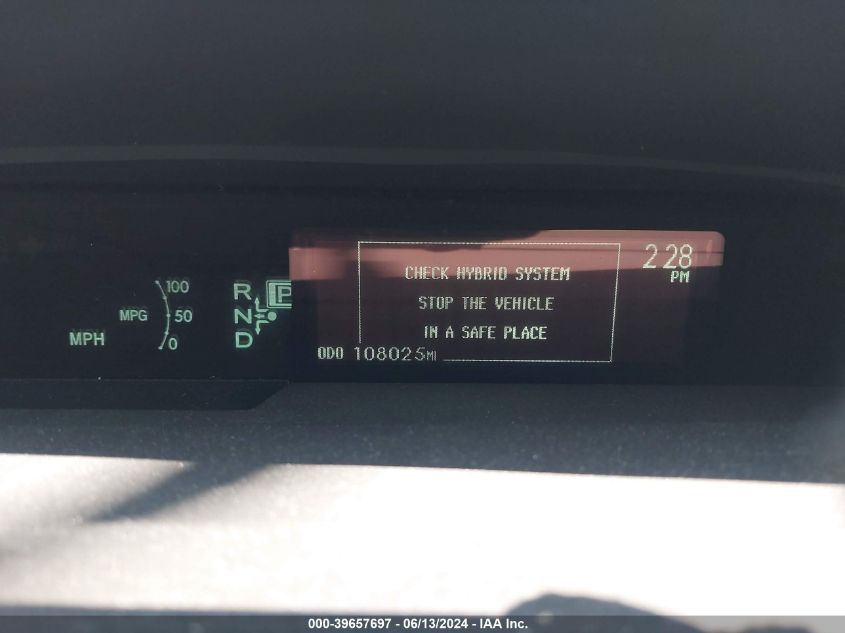 2:28
PM
CHECK HYBRID SYSTEM
STOP THE VEHICLE
IN A SAFE PLACE
ODO 108025MI
100
MPG 50
0
MPH
R P
N
D
000-39657697 - 06/13/2024 - IAA Inc.